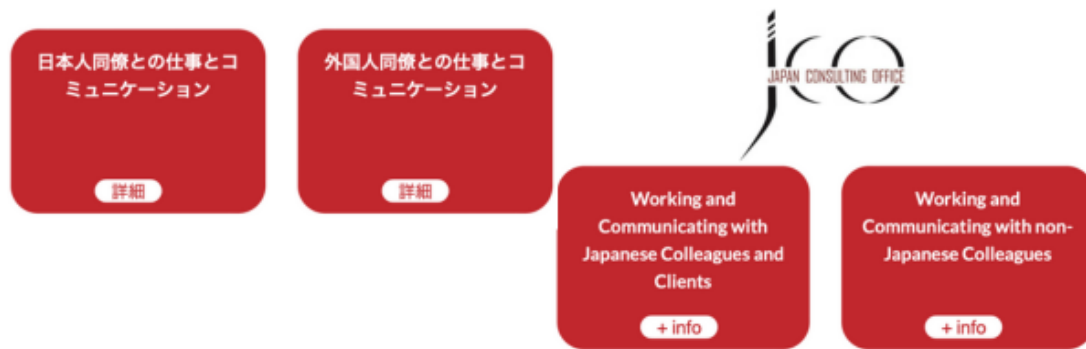 日本人同僚との仕事とコ
ミュニケーション
詳細
外国人同僚との仕事とコ
ミュニケーション
詳細
jco
JAPAN CONSULTING OFFICE
Working and
Communicating with
Japanese Colleagues and
Clients
+ info
Working and
Communicating with non-
Japanese Colleagues
+ info